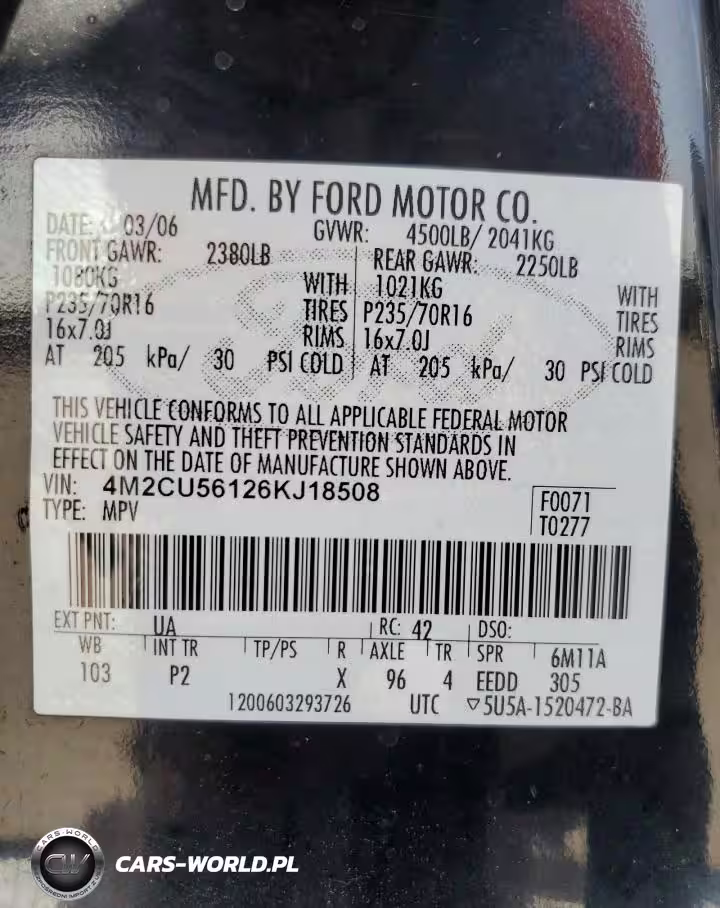 MFD. BY FORD MOTOR CO.
DATE: 03/06 GVWR: 4500LB/ 2041KG
FRONT GAWR: 2380LB REAR GAWR: 2250LB
1080KG WITH 1021KG WITH
P235/70R16 TIRES P235/70R16 TIRES
16x7.0J RIMS 16x7.0J RIMS
AT 205 kPa/ 30 PSI COLD AT 205 kPa/ 30 PSI COLD
THIS VEHICLE CONFORMS TO ALL APPLICABLE FEDERAL MOTOR
VEHICLE SAFETY AND THEFT PREVENTION STANDARDS IN
EFFECT ON THE DATE OF MANUFACTURE SHOWN ABOVE.
VIN: 4M2CU56126KJ18508 F0071
TYPE: MPV T0277
EXT PNT: UA RC: 42 DSO:
WB INT TR TP/PS R AXLE TR SPR 6M11A
103 P2 X 96 4 EEDD 305
1200603293726 UTC ▽5U5A-1520472-BA
CARS-WORLD.PL